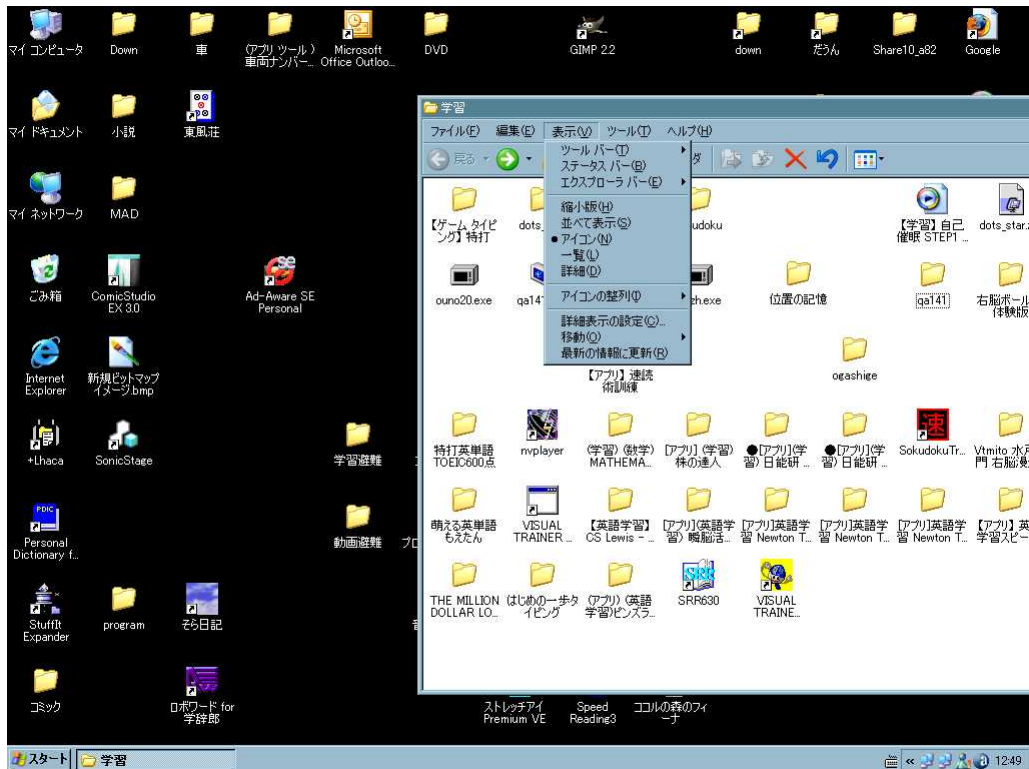 マイ コンピュータ
Down
車
(アプリ ツール )
車両ナンバー...
Microsoft
Office Outloo...
DVD
GIMP 2.2
down
だうん
Share10_a82
Google
マイ ドキュメント
小説
東風荘
マイ ネットワーク
MAD
ごみ箱
ComicStudio
EX 3.0
Ad-Aware SE
Personal
Internet
Explorer
新規ビットマップ
イメージ.bmp
+Lhaca
SonicStage
学習避難
Personal
Dictionary f...
動画避難
StuffIt
Expander
program
そら日記
コミック
ロボワード for
学辞郎
ストレッチアイ
Premium VE
Speed
Reading3
ココルの森のフィ
ーナ
学習
ファイル(F)
編集(E)
表示(V)
ツール(T)
ヘルプ(H)
戻る
ツール バー(T)
ステータス バー(B)
エクスプローラ バー(E)
縮小版(H)
並べて表示(S)
アイコン(N)
一覧(L)
詳細(D)
アイコンの整列(I)
詳細表示の設定(C)...
移動(O)
最新の情報に更新(R)
【ゲーム タイピ
ング】 特打
dots_
udoku
【学習】 自己
催眠 STEP1 ...
dots_star.z
ouno20.exe
qa141
zh.exe
位置の記憶
qa141
右脳ボール
体験版
【アプリ】 速読
術訓練
ogashige
特打英単語
TOEIC600点
nvplayer
(学習) (数学)
MATHEMA...
[アプリ] (学習)
株の達人
●[アプリ](学
習) 日能研 ...
●[アプリ](学
習) 日能研 ...
SokudokuTr...
Vtmito 水戸
門 右脳漫
萌える英単語
もえたん
VISUAL
TRAINER ...
【英語学習】
CS Lewis - ...
[アプリ](英語学
習) 瞬脳活...
[アプリ]英語学
習 Newton T...
[アプリ]英語学
習 Newton T...
[アプリ]英語学
習 Newton T...
【アプリ】 英
学習スピー
THE MILLION
DOLLAR LO...
はじめの一歩タ
イピング
(アプリ) (英語
学習)ピンズラ...
SRR630
VISUAL
TRAINE...
スタート
学習
12:49